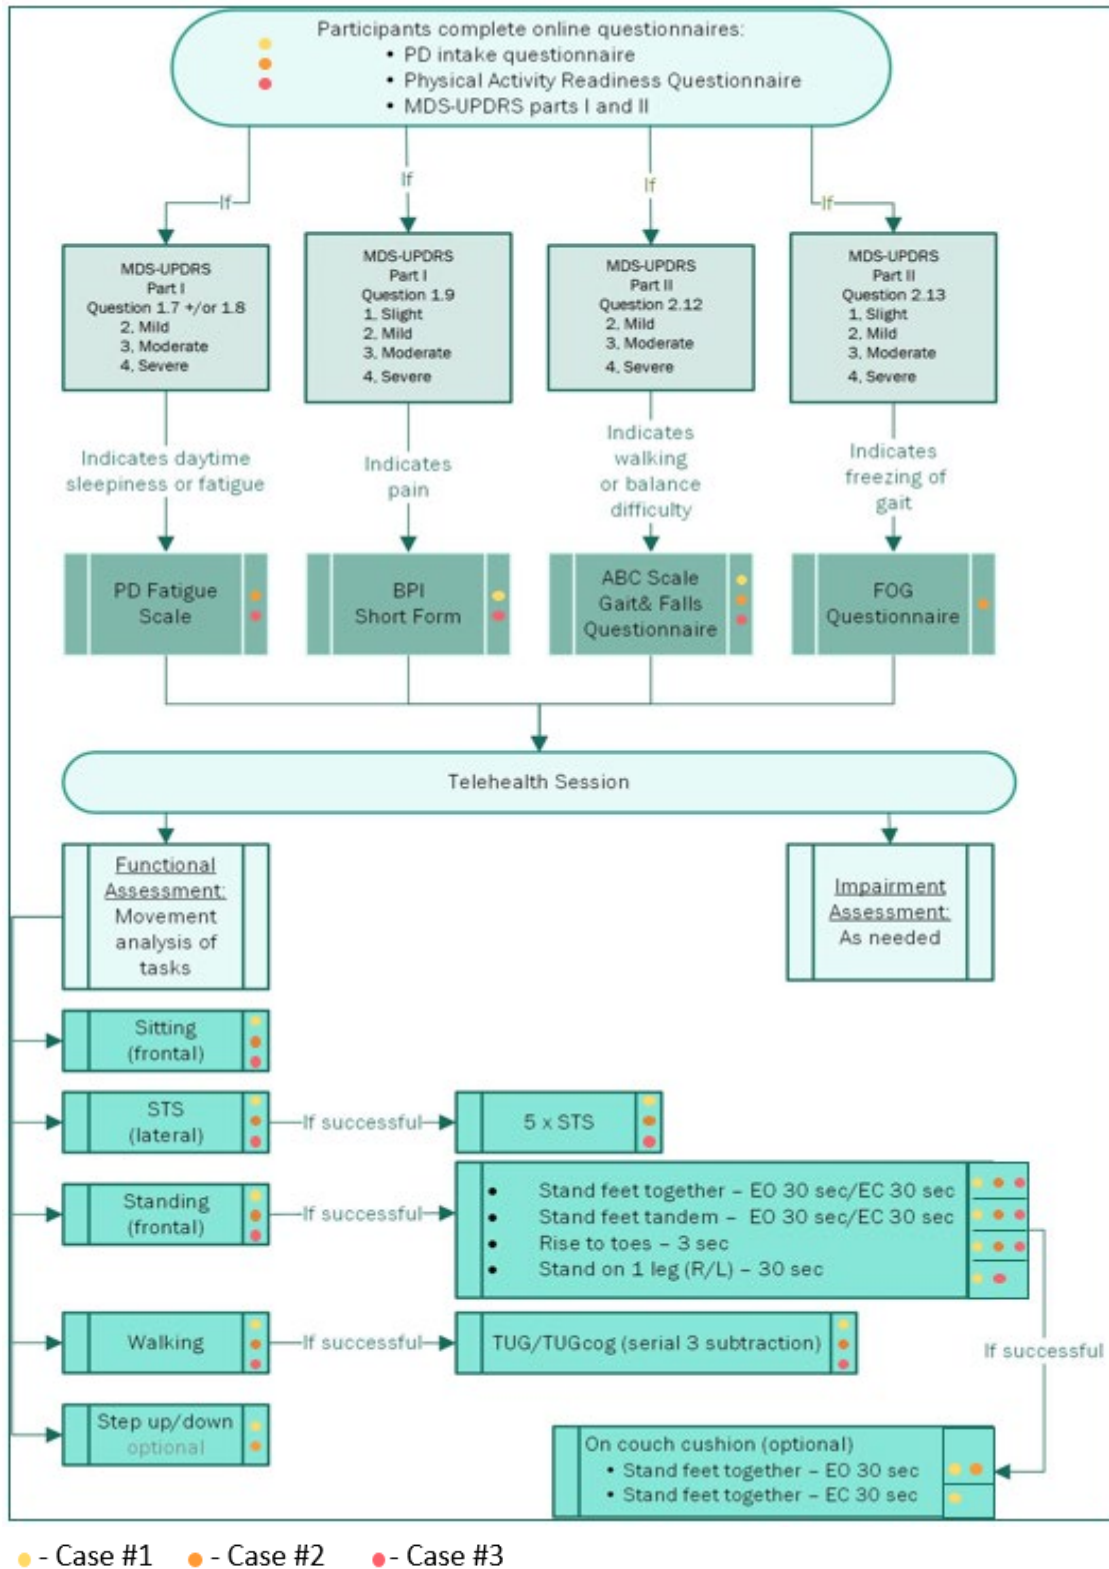 Participants complete online questionnaires:
• PD intake questionnaire
• Physical Activity Readiness Questionnaire
• MDS-UPDRS parts I and II
If
If
If
If
MDS-UPDRS
Part I
Question 1.7 +/or 1.8
2, Mild
3, Moderate
4, Severe
MDS-UPDRS
Part I
Question 1.9
1, Slight
2, Mild
3, Moderate
4, Severe
MDS-UPDRS
Part II
Question 2.12
2, Mild
3, Moderate
4, Severe
MDS-UPDRS
Part II
Question 2.13
1, Slight
2, Mild
3, Moderate
4, Severe
Indicates daytime
sleepiness or fatigue
Indicates
pain
Indicates
walking
or balance
difficulty
Indicates
freezing of
gait
PD Fatigue
Scale
BPI
Short Form
ABC Scale
Gait& Falls
Questionnaire
FOG
Questionnaire
Telehealth Session
Functional
Assessment:
Movement
analysis of
tasks
Impairment
Assessment:
As needed
Sitting
(frontal)
STS
(lateral)
If successful
5 x STS
Standing
(frontal)
If successful
• Stand feet together – EO 30 sec/EC 30 sec
• Stand feet tandem – EO 30 sec/EC 30 sec
• Rise to toes – 3 sec
• Stand on 1 leg (R/L) – 30 sec
Walking
If successful
TUG/TUGcog (serial 3 subtraction)
If successful
Step up/down
optional
On couch cushion (optional)
• Stand feet together – EO 30 sec
• Stand feet together – EC 30 sec
- Case #1
- Case #2
- Case #3